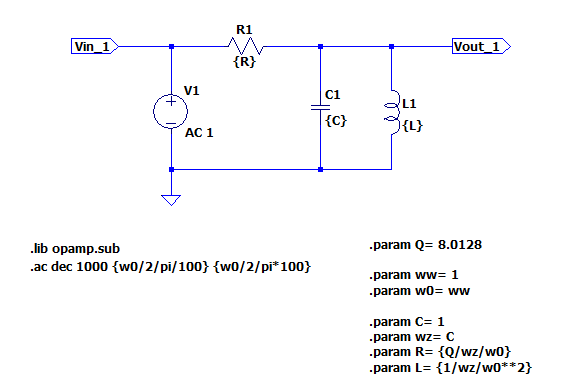 R1
Vin_1
Vout_1
{R}
V1
C1
L1
{C}
{L}
AC 1
.lib opamp.sub
.ac dec 1000 {w0/2/pi/100} {w0/2/pi*100}
.param Q= 8.0128
.param ww= 1
.param w0= ww
.param C= 1
.param wz= C
.param R= {Q/wz/w0}
.param L= {1/wz/w0**2}